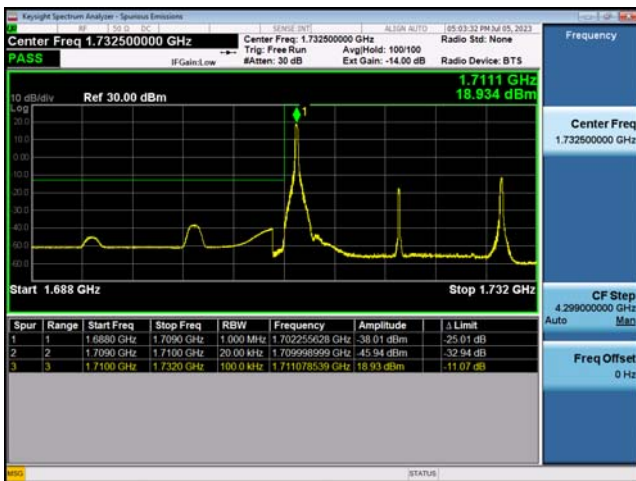 Keysight Spectrum Analyzer - Spurious Emissions
RF 50 Ω DC SENSE:INT ALIGN AUTO 05:03:32 PM Jul 05, 2023
Center Freq 1.732500000 GHz
Center Freq: 1.732500000 GHz
Radio Std: None
Trig: Free Run
Avg|Hold: 100/100
PASS
IFGain:Low
#Atten: 30 dB
Ext Gain: -14.00 dB
Radio Device: BTS
1.7111 GHz
18.934 dBm
10 dB/div Ref 30.00 dBm
Log
1
20.0
10.0
0.00
-10.0
-20.0
-30.0
-40.0
-50.0
-60.0
Start 1.688 GHz Stop 1.732 GHz
Spur Range Start Freq Stop Freq RBW Frequency Amplitude Δ Limit
1 1 1.6880 GHz 1.7090 GHz 1.000 MHz 1.702255628 GHz -38.01 dBm -25.01 dB
2 2 1.7090 GHz 1.7100 GHz 20.00 kHz 1.709998999 GHz -45.94 dBm -32.94 dB
3 3 1.7100 GHz 1.7320 GHz 100.0 kHz 1.711078539 GHz 18.93 dBm -11.07 dB
Frequency
Center Freq
1.732500000 GHz
CF Step
4.299000000 GHz
Auto Man
Freq Offset
0 Hz
MSG STATUS